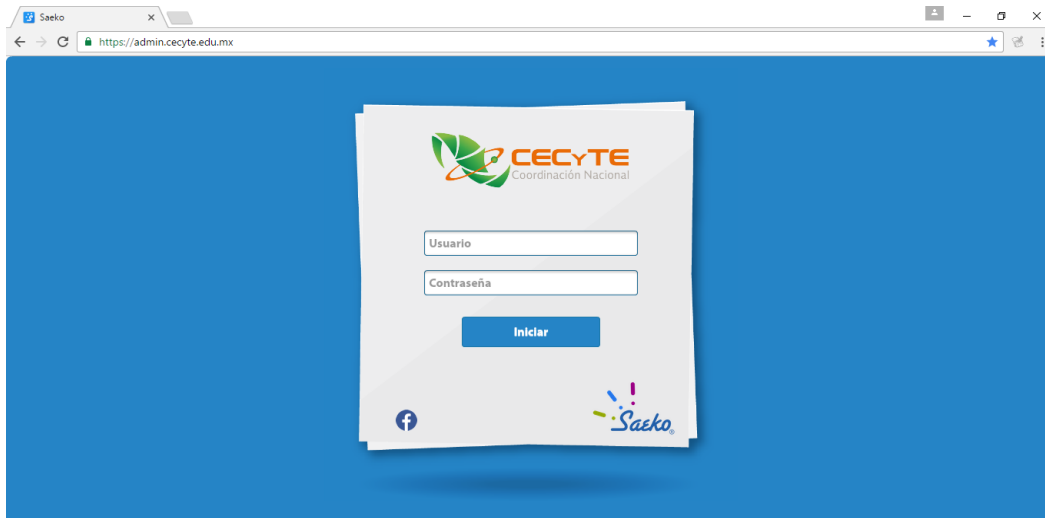 Saeko
https://admin.cecyte.edu.mx
CECyTE
Coordinación Nacional
Usuario
Contraseña
Iniciar
Saeko®